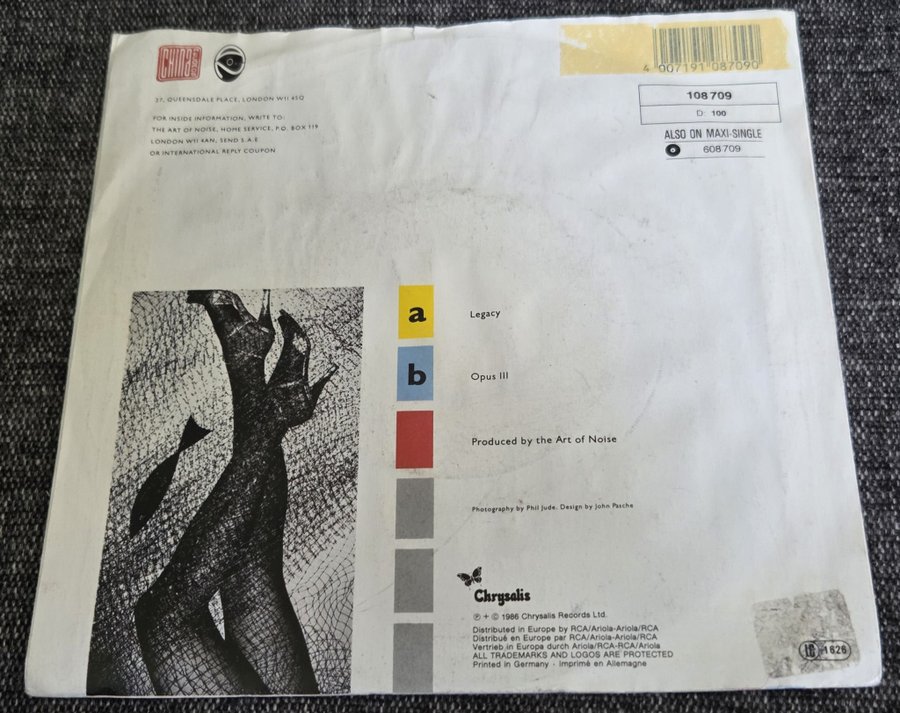 CHINA
27, QUEENSDALE PLACE, LONDON W11 4SQ
FOR INSIDE INFORMATION, WRITE TO:
THE ART OF NOISE, HOME SERVICE, P.O. BOX 119
LONDON W11 4AN, SEND S.A.E
OR INTERNATIONAL REPLY COUPON
4 007191 087090
108 709
D: 100
ALSO ON MAXI-SINGLE
608 709
a Legacy
b Opus III
Produced by the Art of Noise
Photography by Phil Jude. Design by John Pasche
Chrysalis
℗ + © 1986 Chrysalis Records Ltd.
Distributed in Europe by RCA/Ariola-Ariola/RCA
Distribué en Europe par RCA/Ariola-Ariola/RCA
Vertrieb in Europa durch Ariola/RCA-RCA/Ariola
ALL TRADEMARKS AND LOGOS ARE PROTECTED
Printed in Germany · Imprimé en Allemagne
1626